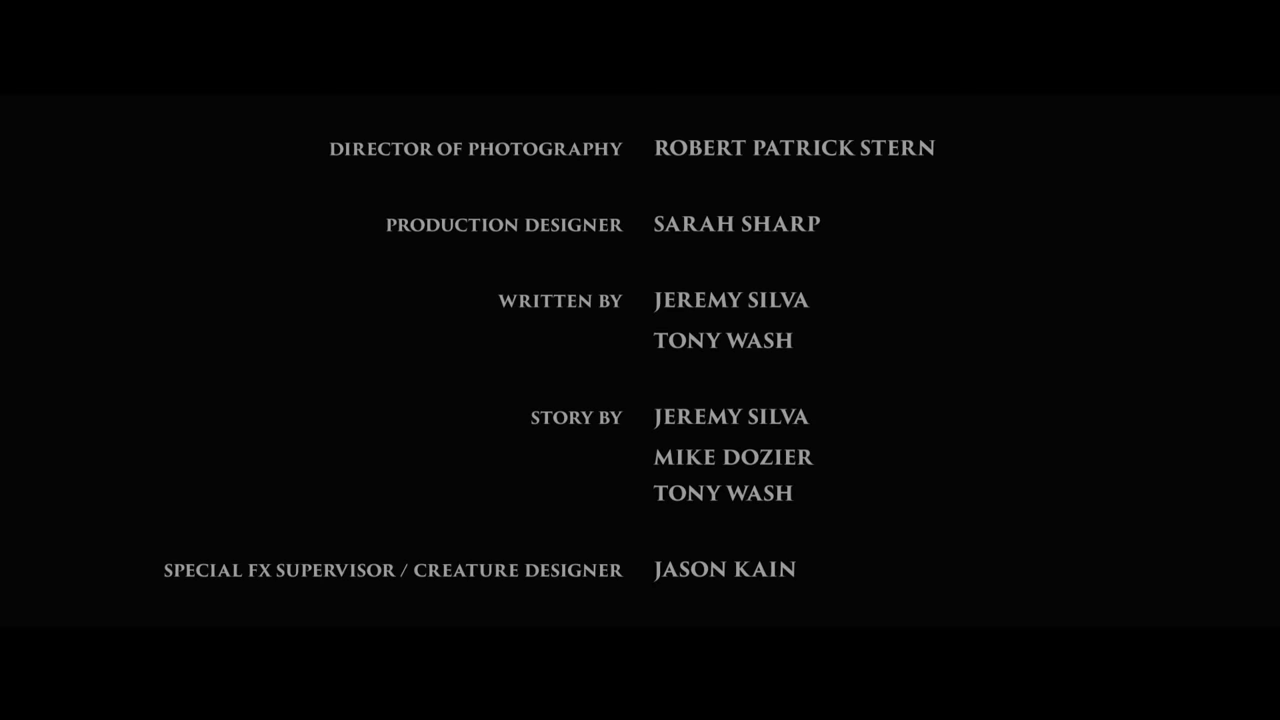 DIRECTOR OF PHOTOGRAPHY ROBERT PATRICK STERN
PRODUCTION DESIGNER SARAH SHARP
WRITTEN BY JEREMY SILVA
TONY WASH
STORY BY JEREMY SILVA
MIKE DOZIER
TONY WASH
SPECIAL FX SUPERVISOR / CREATURE DESIGNER JASON KAIN